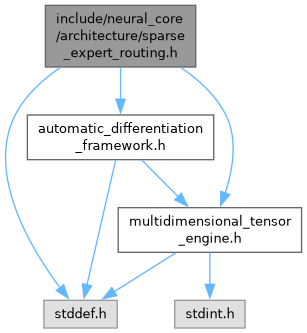 include/neural_core
/architecture/sparse
_expert_routing.h
automatic_differentiation
_framework.h
multidimensional_tensor
_engine.h
stddef.h
stdint.h